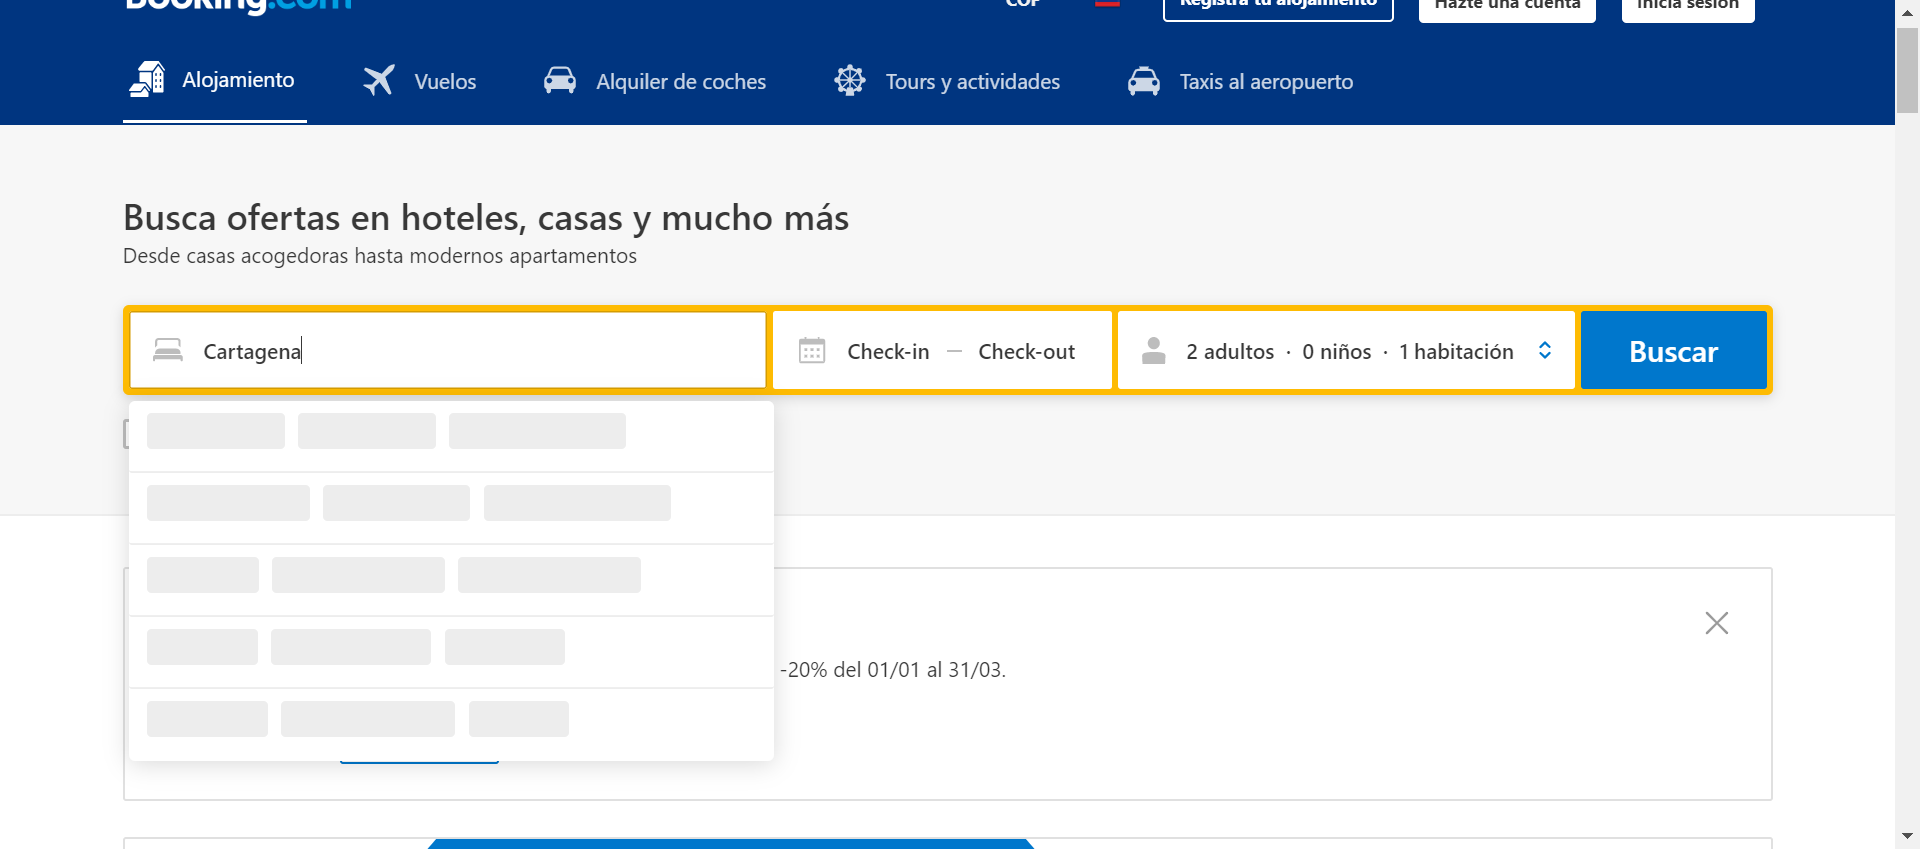 Booking.com
COP
Registra tu alojamiento
Hazte una cuenta
Inicia sesión
Alojamiento
Vuelos
Alquiler de coches
Tours y actividades
Taxis al aeropuerto
Busca ofertas en hoteles, casas y mucho más
Desde casas acogedoras hasta modernos apartamentos
Cartagena
Check-in — Check-out
2 adultos · 0 niños · 1 habitación
Buscar
-20% del 01/01 al 31/03.